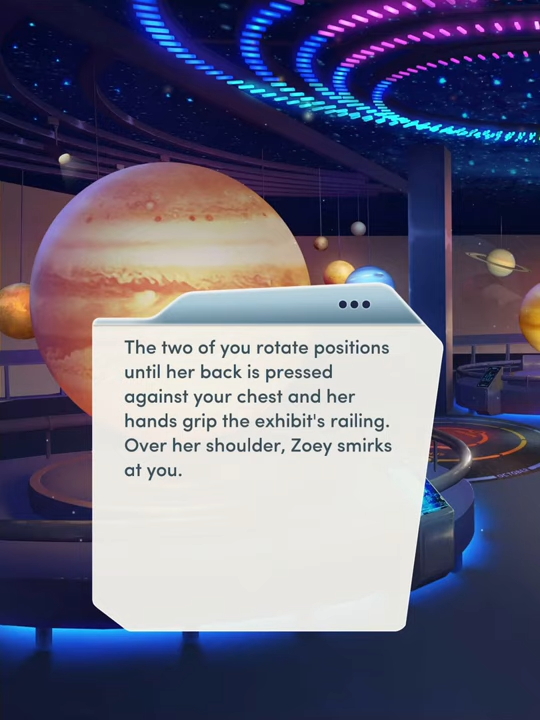 The two of you rotate positions
until her back is pressed
against your chest and her
hands grip the exhibit's railing.
Over her shoulder, Zoey smirks
at you.